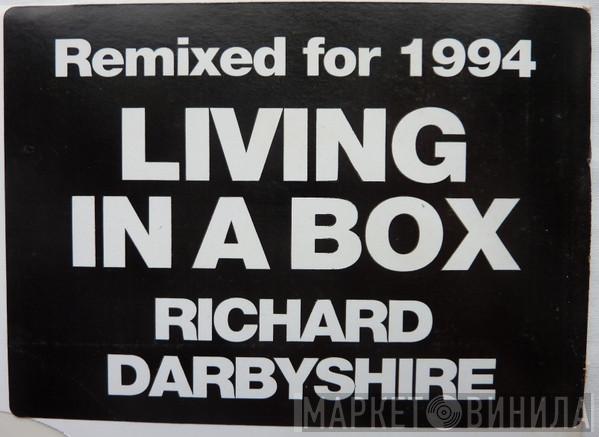 Remixed for 1994
LIVING
IN A BOX
RICHARD
DARBYSHIRE
МАРКЕТ ВИНИЛА